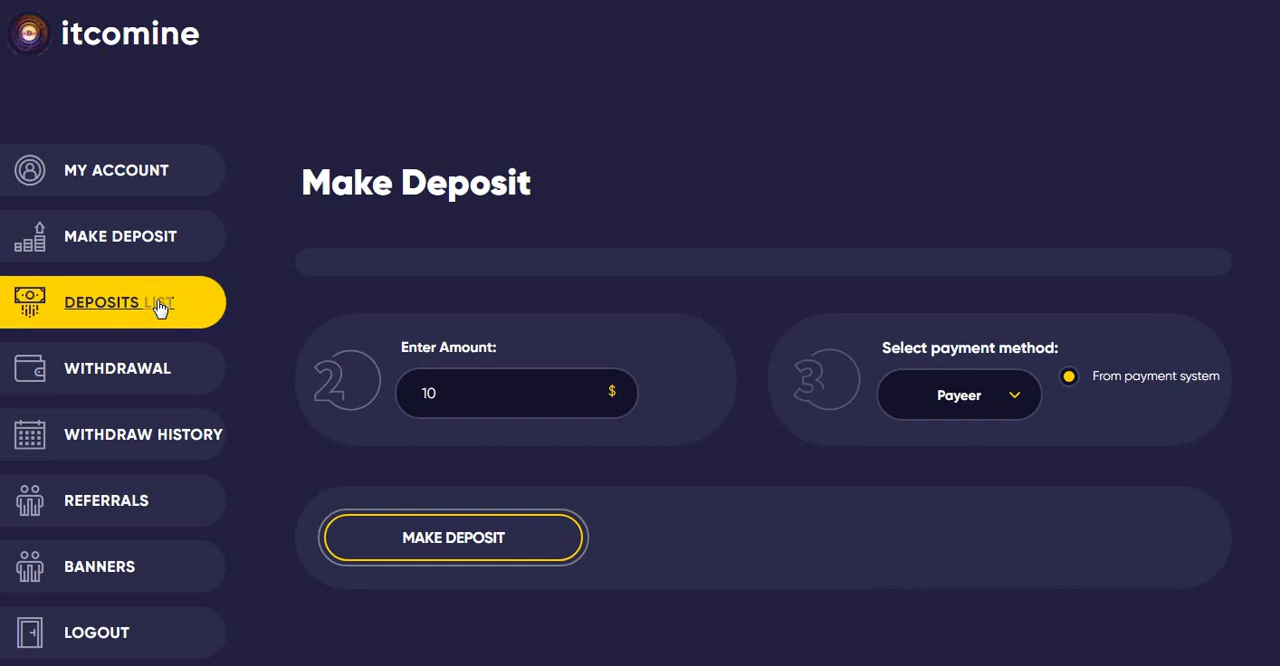 itcomine
MY ACCOUNT
MAKE DEPOSIT
DEPOSITS LIST
WITHDRAWAL
WITHDRAW HISTORY
REFERRALS
BANNERS
LOGOUT
Make Deposit
2
Enter Amount:
10 $
3
Select payment method:
Payeer
From payment system
MAKE DEPOSIT